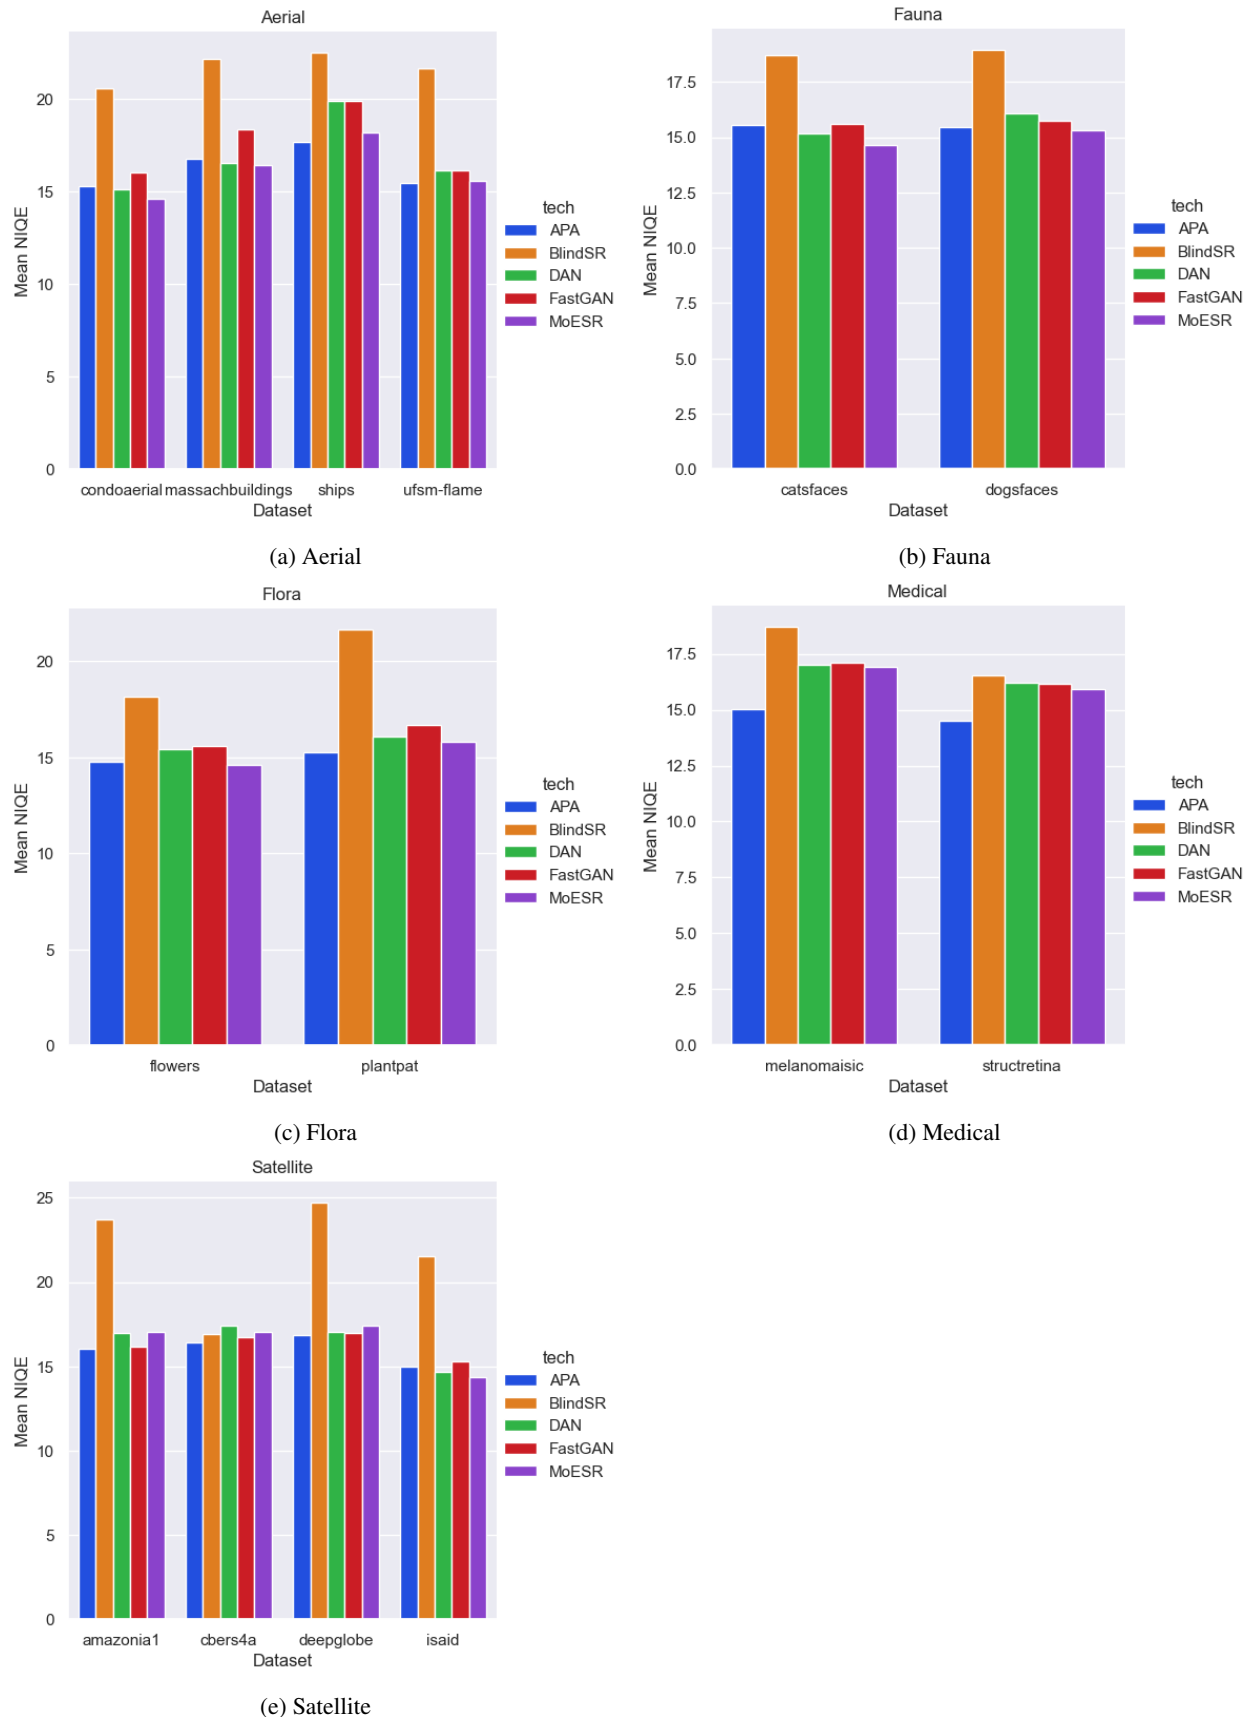 Aerial
20
15
10
5
0
Mean NIQE
condoaerial massachbuildings ships ufsm-flame
Dataset
tech
APA
BlindSR
DAN
FastGAN
MoESR
(a) Aerial
Fauna
17.5
15.0
12.5
10.0
7.5
5.0
2.5
0.0
Mean NIQE
catsfaces dogsfaces
Dataset
tech
APA
BlindSR
DAN
FastGAN
MoESR
(b) Fauna
Flora
20
15
10
5
0
Mean NIQE
flowers plantpat
Dataset
tech
APA
BlindSR
DAN
FastGAN
MoESR
(c) Flora
Medical
17.5
15.0
12.5
10.0
7.5
5.0
2.5
0.0
Mean NIQE
melanomaisic structretina
Dataset
tech
APA
BlindSR
DAN
FastGAN
MoESR
(d) Medical
Satellite
25
20
15
10
5
0
Mean NIQE
amazonia1 cbers4a deepglobe isaid
Dataset
tech
APA
BlindSR
DAN
FastGAN
MoESR
(e) Satellite